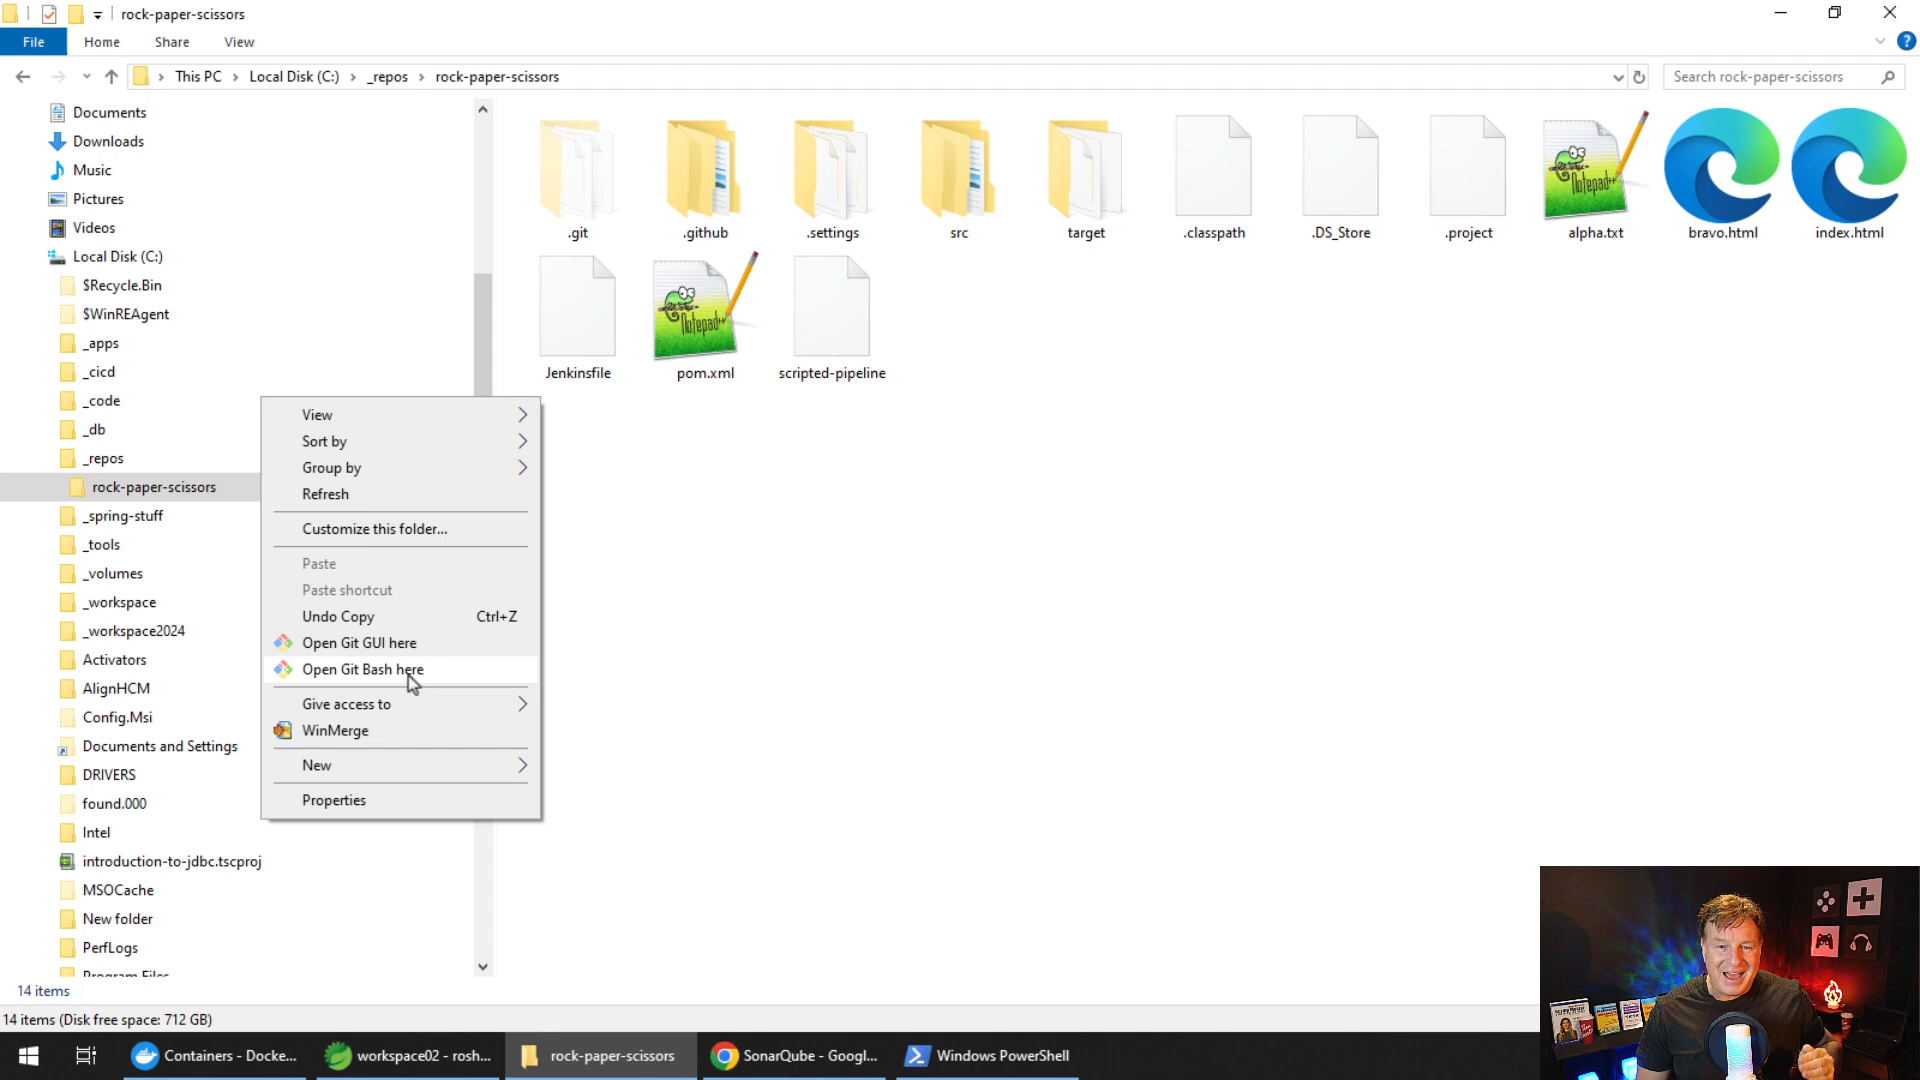 rock-paper-scissors
File Home Share View
This PC Local Disk (C:) _repos rock-paper-scissors
Search rock-paper-scissors
Documents
Downloads
Music
Pictures
Videos
Local Disk (C:)
$Recycle.Bin
$WinREAgent
_apps
_cicd
_code
_db
_repos
rock-paper-scissors
_spring-stuff
_tools
_volumes
_workspace
_workspace2024
Activators
AlignHCM
Config.Msi
Documents and Settings
DRIVERS
found.000
Intel
introduction-to-jdbc.tscproj
MSOCache
New folder
PerfLogs
Program Files
.git .github .settings src target .classpath .DS_Store .project alpha.txt bravo.html index.html
Notepad++
Jenkinsfile pom.xml scripted-pipeline
Notepad++
View
Sort by
Group by
Refresh
Customize this folder...
Paste
Paste shortcut
Undo Copy Ctrl+Z
Open Git GUI here
Open Git Bash here
Give access to
WinMerge
New
Properties
14 items
14 items (Disk free space: 712 GB)
Containers - Docke... workspace02 - rosh... rock-paper-scissors SonarQube - Googl... Windows PowerShell